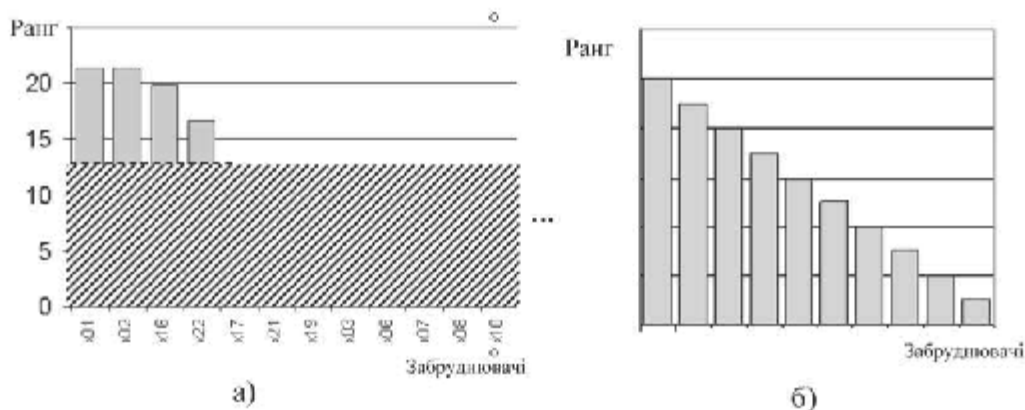 Ранг
20
15
10
5
0
x01
x02
x16
x22
x17
x21
x19
x03
x06
x07
x08
x10
Забруднювачі
а)
...
Ранг
Забруднювачі
б)